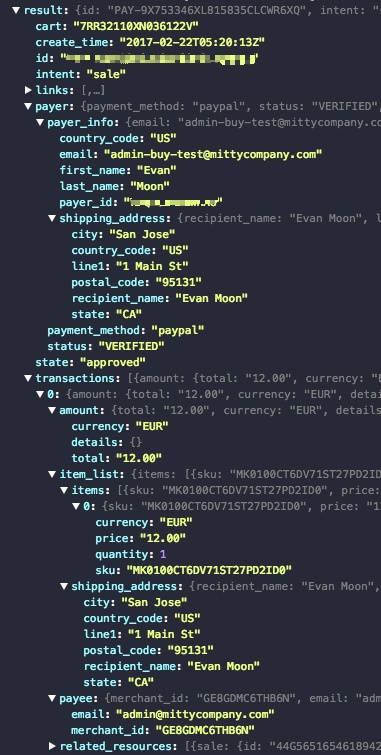 ▼ result: {id: "PAY-9X753346XL815835CLCWR6XQ", intent: "s
cart: "7RR32110XN036122V"
create_time: "2017-02-22T05:20:13Z"
id: "
intent: "sale"
▶ links: [,…]
▼ payer: {payment_method: "paypal", status: "VERIFIED",
▼ payer_info: {email: "admin-buy-test@mittycompany.com",
country_code: "US"
email: "admin-buy-test@mittycompany.com"
first_name: "Evan"
last_name: "Moon"
payer_id: "
▼ shipping_address: {recipient_name: "Evan Moon", l
city: "San Jose"
country_code: "US"
line1: "1 Main St"
postal_code: "95131"
recipient_name: "Evan Moon"
state: "CA"
payment_method: "paypal"
status: "VERIFIED"
state: "approved"
▼ transactions: [{amount: {total: "12.00", currency: "E
▼ 0: {amount: {total: "12.00", currency: "EUR", detai
▼ amount: {total: "12.00", currency: "EUR", details
currency: "EUR"
details: {}
total: "12.00"
▼ item_list: {items: [{sku: "MK0100CT6DV71ST27PD2ID
▼ items: [{sku: "MK0100CT6DV71ST27PD2ID0", price:
▼ 0: {sku: "MK0100CT6DV71ST27PD2ID0", price: "1
currency: "EUR"
price: "12.00"
quantity: 1
sku: "MK0100CT6DV71ST27PD2ID0"
▼ shipping_address: {recipient_name: "Evan Moon",
city: "San Jose"
country_code: "US"
line1: "1 Main St"
postal_code: "95131"
recipient_name: "Evan Moon"
state: "CA"
▼ payee: {merchant_id: "GE8GDMC6THB6N", email: "adm
email: "admin@mittycompany.com"
merchant_id: "GE8GDMC6THB6N"
▶ related_resources: [{sale: {id: "44G5651654618942